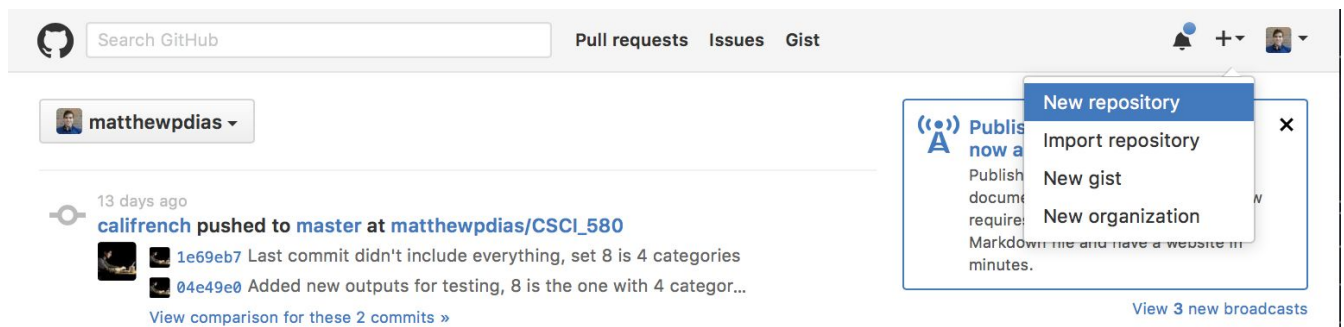 Search GitHub
Pull requests Issues Gist
matthewpdias
New repository
Import repository
New gist
New organization
Publis
now a
Publish
docume
w
require
Markdown file and have a website in
minutes.
View 3 new broadcasts
13 days ago
califrench pushed to master at matthewpdias/CSCI_580
1e69eb7 Last commit didn't include everything, set 8 is 4 categories
04e49e0 Added new outputs for testing, 8 is the one with 4 categor...
View comparison for these 2 commits »